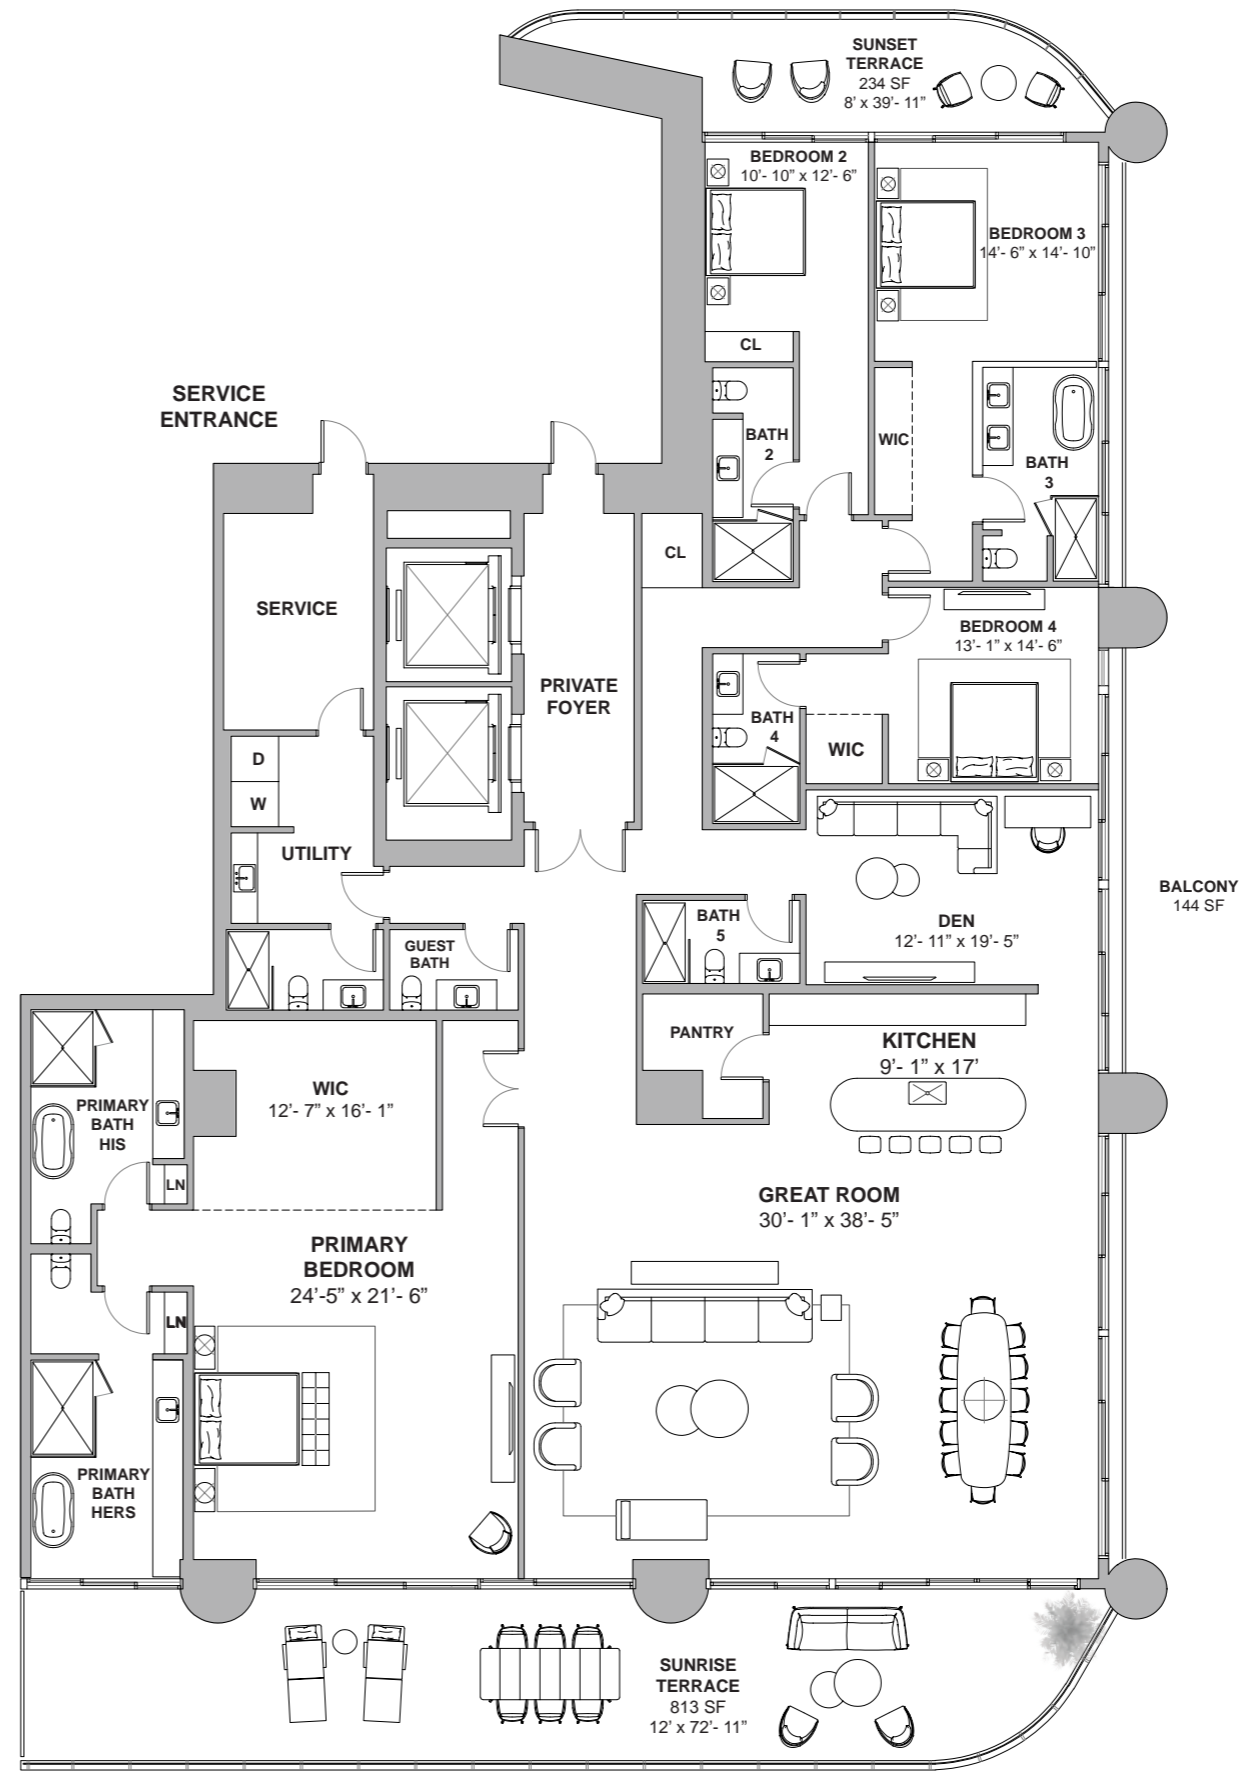 SUNSET
TERRACE
234 SF
8’ x 39’- 11”
BEDROOM 2
10’- 10” x 12’- 6”
BEDROOM 3
14’- 6” x 14’- 10”
CL
SERVICE
ENTRANCE
BATH
2
WIC
BATH
3
CL
SERVICE
BEDROOM 4
13’- 1” x 14’- 6”
PRIVATE
FOYER
BATH
4
WIC
D
W
UTILITY
BALCONY
144 SF
BATH
5
DEN
12’- 11” x 19’- 5”
GUEST
BATH
PANTRY
KITCHEN
9’- 1” x 17’
WIC
12’- 7” x 16’- 1”
PRIMARY
BATH
HIS
LN
GREAT ROOM
30’- 1” x 38’- 5”
PRIMARY
BEDROOM
24’-5” x 21’- 6”
LN
PRIMARY
BATH
HERS
SUNRISE
TERRACE
813 SF
12’ x 72’- 11”